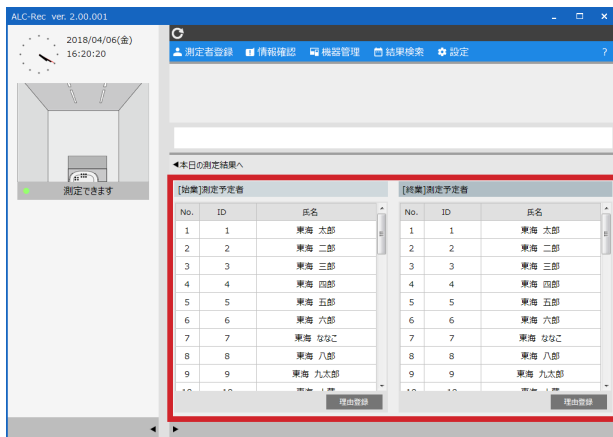 ALC-Rec ver. 2.00.001
2018/04/06(金)
16:20:20
測定者登録 情報確認 機器管理 結果検索 設定 ?
◀本日の測定結果へ
測定できます
[始業]測定予定者
No. ID 氏名
1 1 東海 太郎
2 2 東海 二郎
3 3 東海 三郎
4 4 東海 四郎
5 5 東海 五郎
6 6 東海 六郎
7 7 東海 ななこ
8 8 東海 八郎
9 9 東海 九太郎
理由登録
[終業]測定予定者
No. ID 氏名
1 1 東海 太郎
2 2 東海 二郎
3 3 東海 三郎
4 4 東海 四郎
5 5 東海 五郎
6 6 東海 六郎
7 7 東海 ななこ
8 8 東海 八郎
9 9 東海 九太郎
理由登録